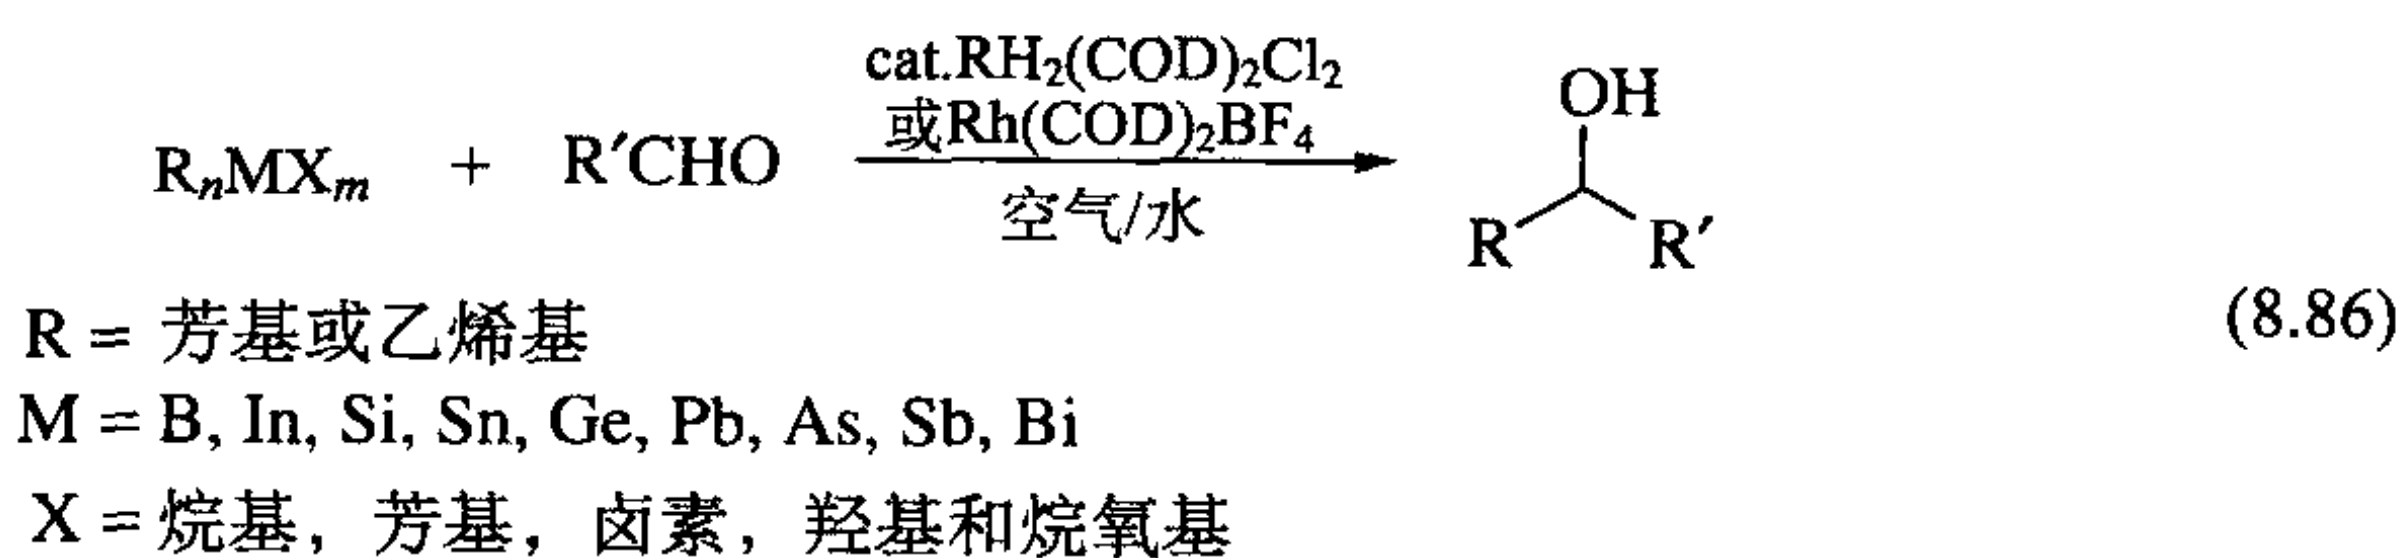 cat.RH₂(COD)₂Cl₂
或Rh(COD)₂BF₄
RₙMXₘ + R′CHO
空气/水
OH
R R′
R = 芳基或乙烯基
(8.86)
M = B, In, Si, Sn, Ge, Pb, As, Sb, Bi
X = 烷基, 芳基, 卤素, 羟基和烷氧基